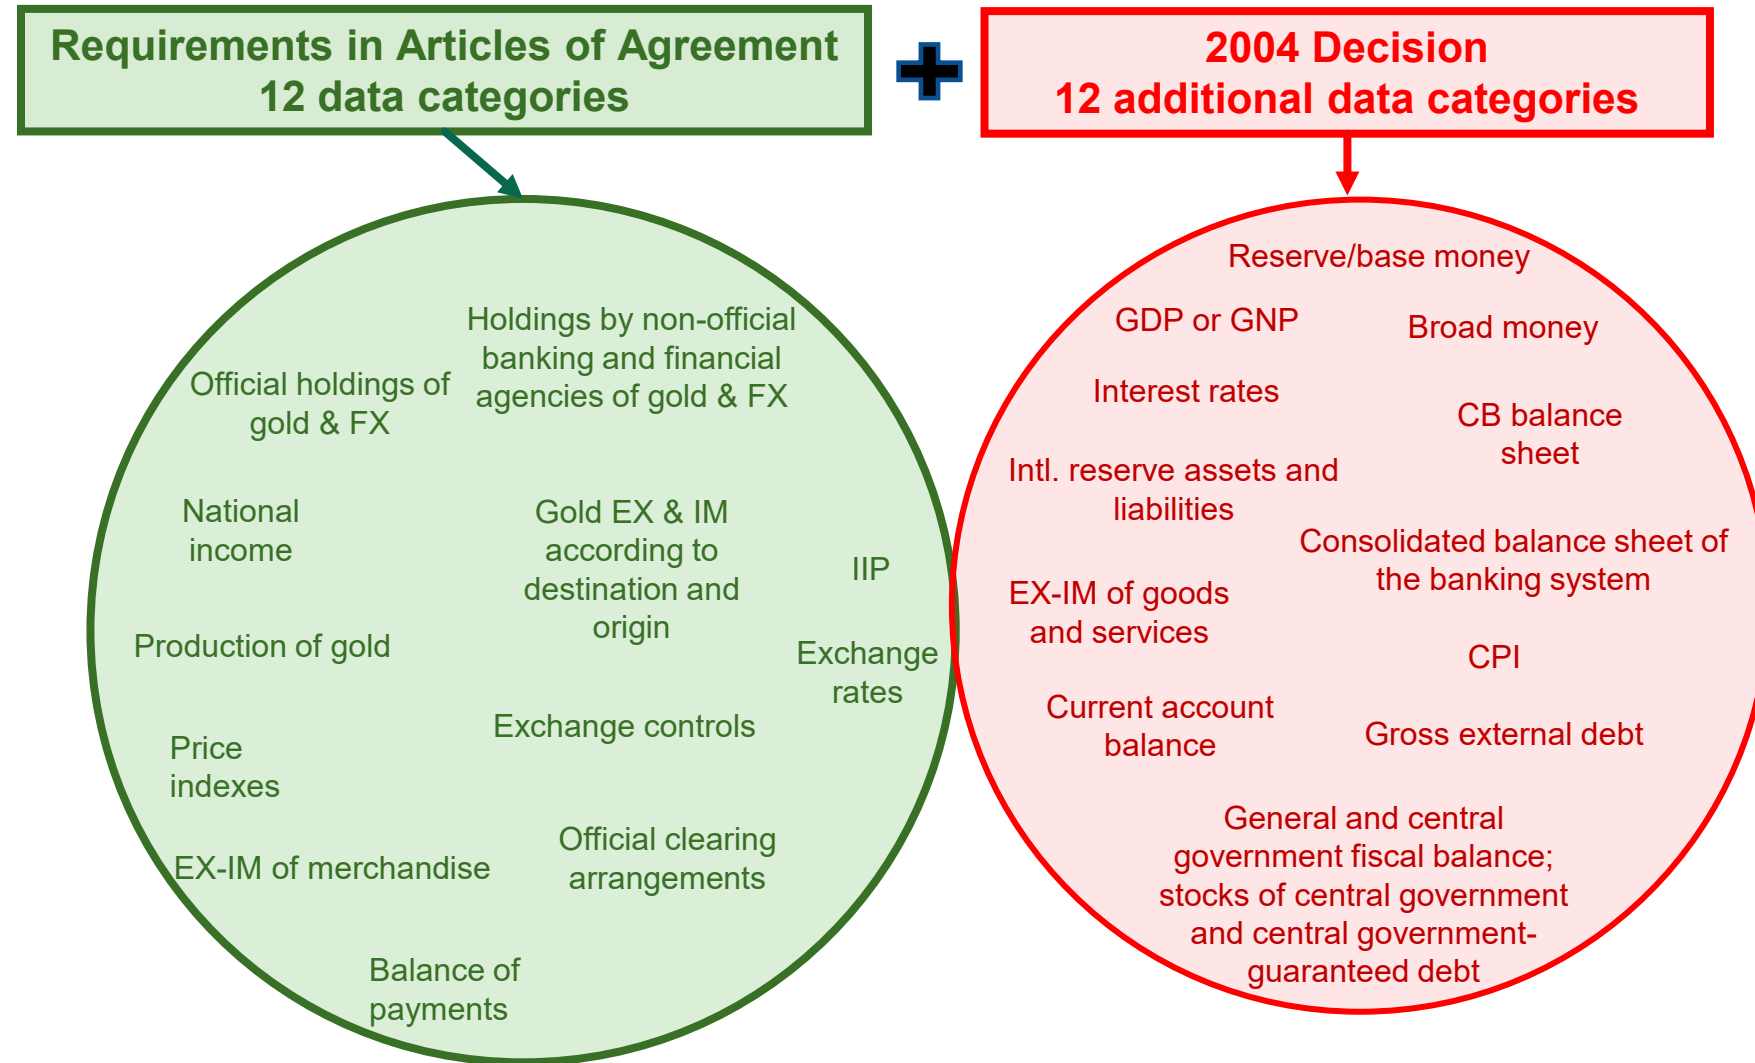 Requirements in Articles of Agreement
12 data categories
2004 Decision
12 additional data categories
Holdings by non-official
banking and financial
agencies of gold & FX
Official holdings of
gold & FX
National
income
Gold EX & IM
according to
destination and
origin
IIP
Production of gold
Exchange
rates
Exchange controls
Price
indexes
Official clearing
arrangements
EX-IM of merchandise
Balance of
payments
Reserve/base money
GDP or GNP
Broad money
Interest rates
CB balance
sheet
Intl. reserve assets and
liabilities
Consolidated balance sheet of
the banking system
EX-IM of goods
and services
CPI
Current account
balance
Gross external debt
General and central
government fiscal balance;
stocks of central government
and central government-
guaranteed debt